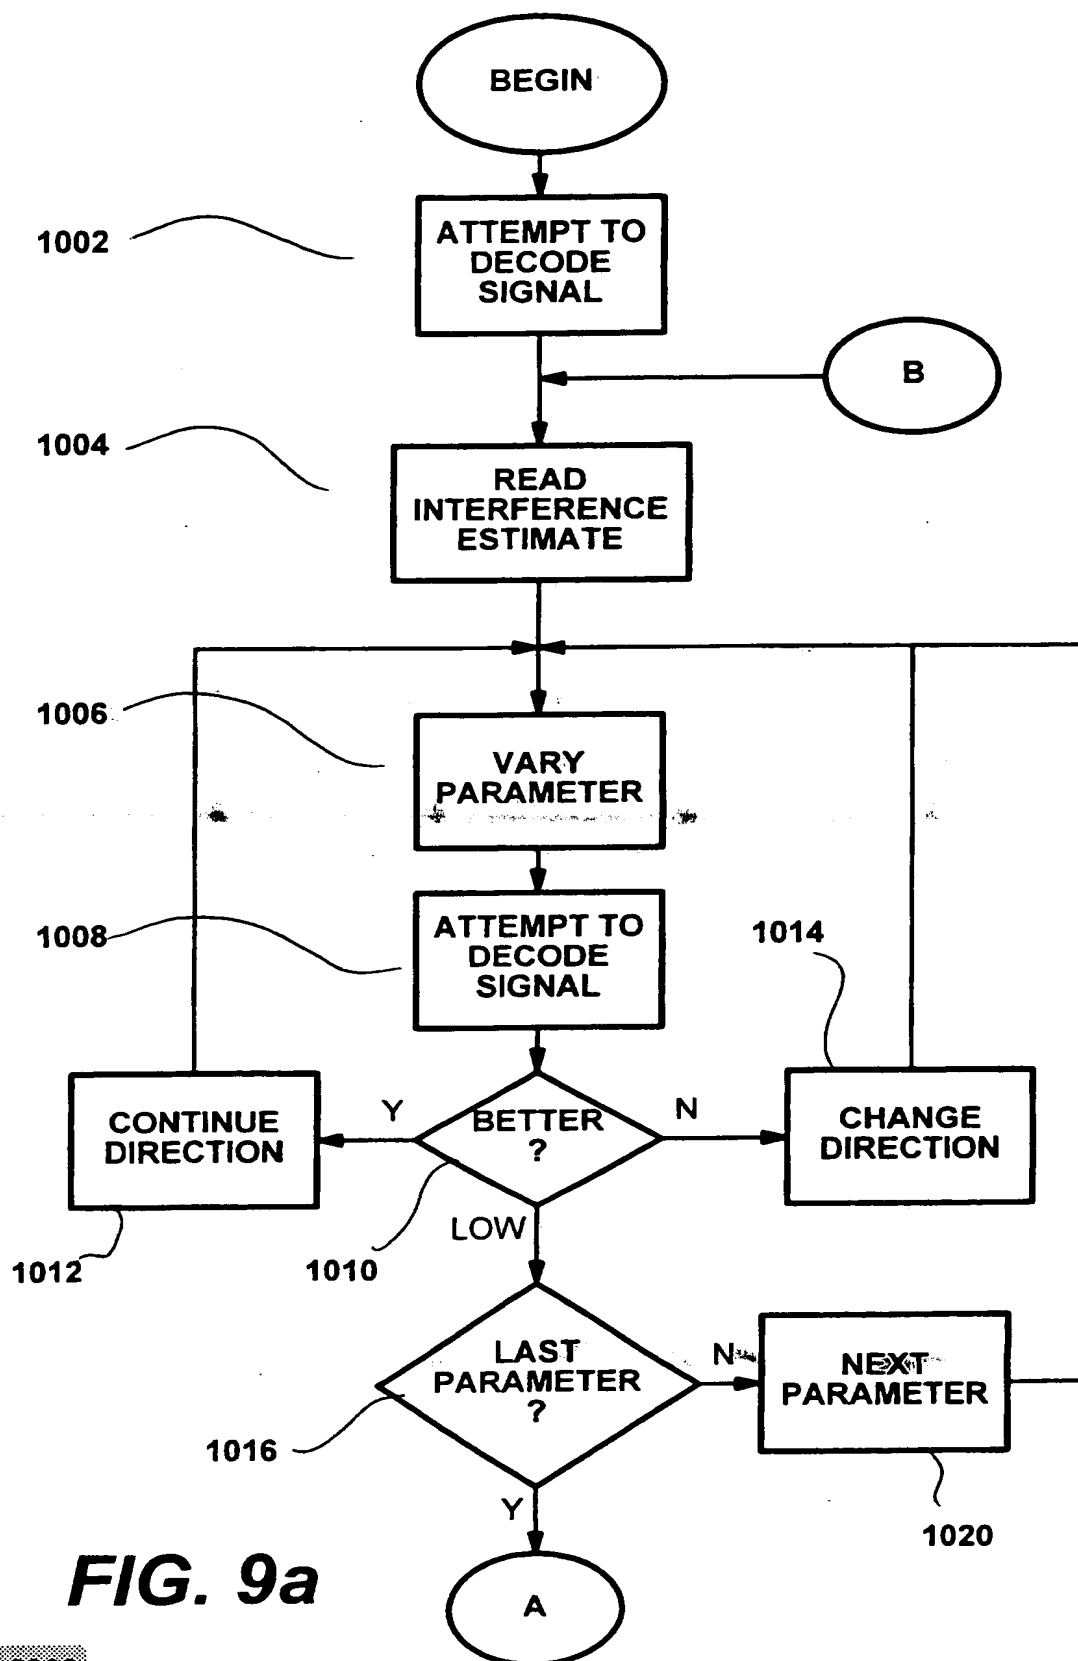 BEGIN
1002
ATTEMPT TO
DECODE
SIGNAL
B
1004
READ
INTERFERENCE
ESTIMATE
1006
VARY
PARAMETER
1008
ATTEMPT TO
DECODE
SIGNAL
1014
CONTINUE
DIRECTION
Y
BETTER
?
N
CHANGE
DIRECTION
1012
1010
LOW
LAST
PARAMETER
?
N
NEXT
PARAMETER
1016
1020
Y
A
FIG. 9a